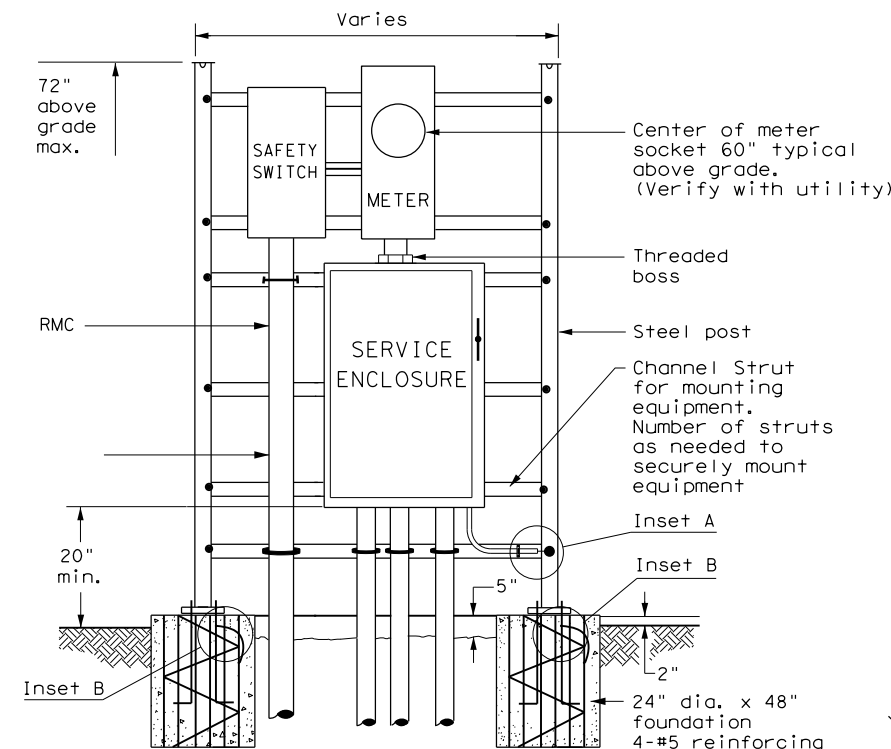 Varies
72"
above
grade
max.
SAFETY
SWITCH
METER
Center of meter
socket 60" typical
above grade.
(Verify with utility)
Threaded
boss
RMC
Steel post
SERVICE
ENCLOSURE
Channel Strut
for mounting
equipment.
Number of struts
as needed to
securely mount
equipment
Inset A
20"
min.
5"
Inset B
Inset B
2"
24" dia. x 48"
foundation
4-#5 reinforcing